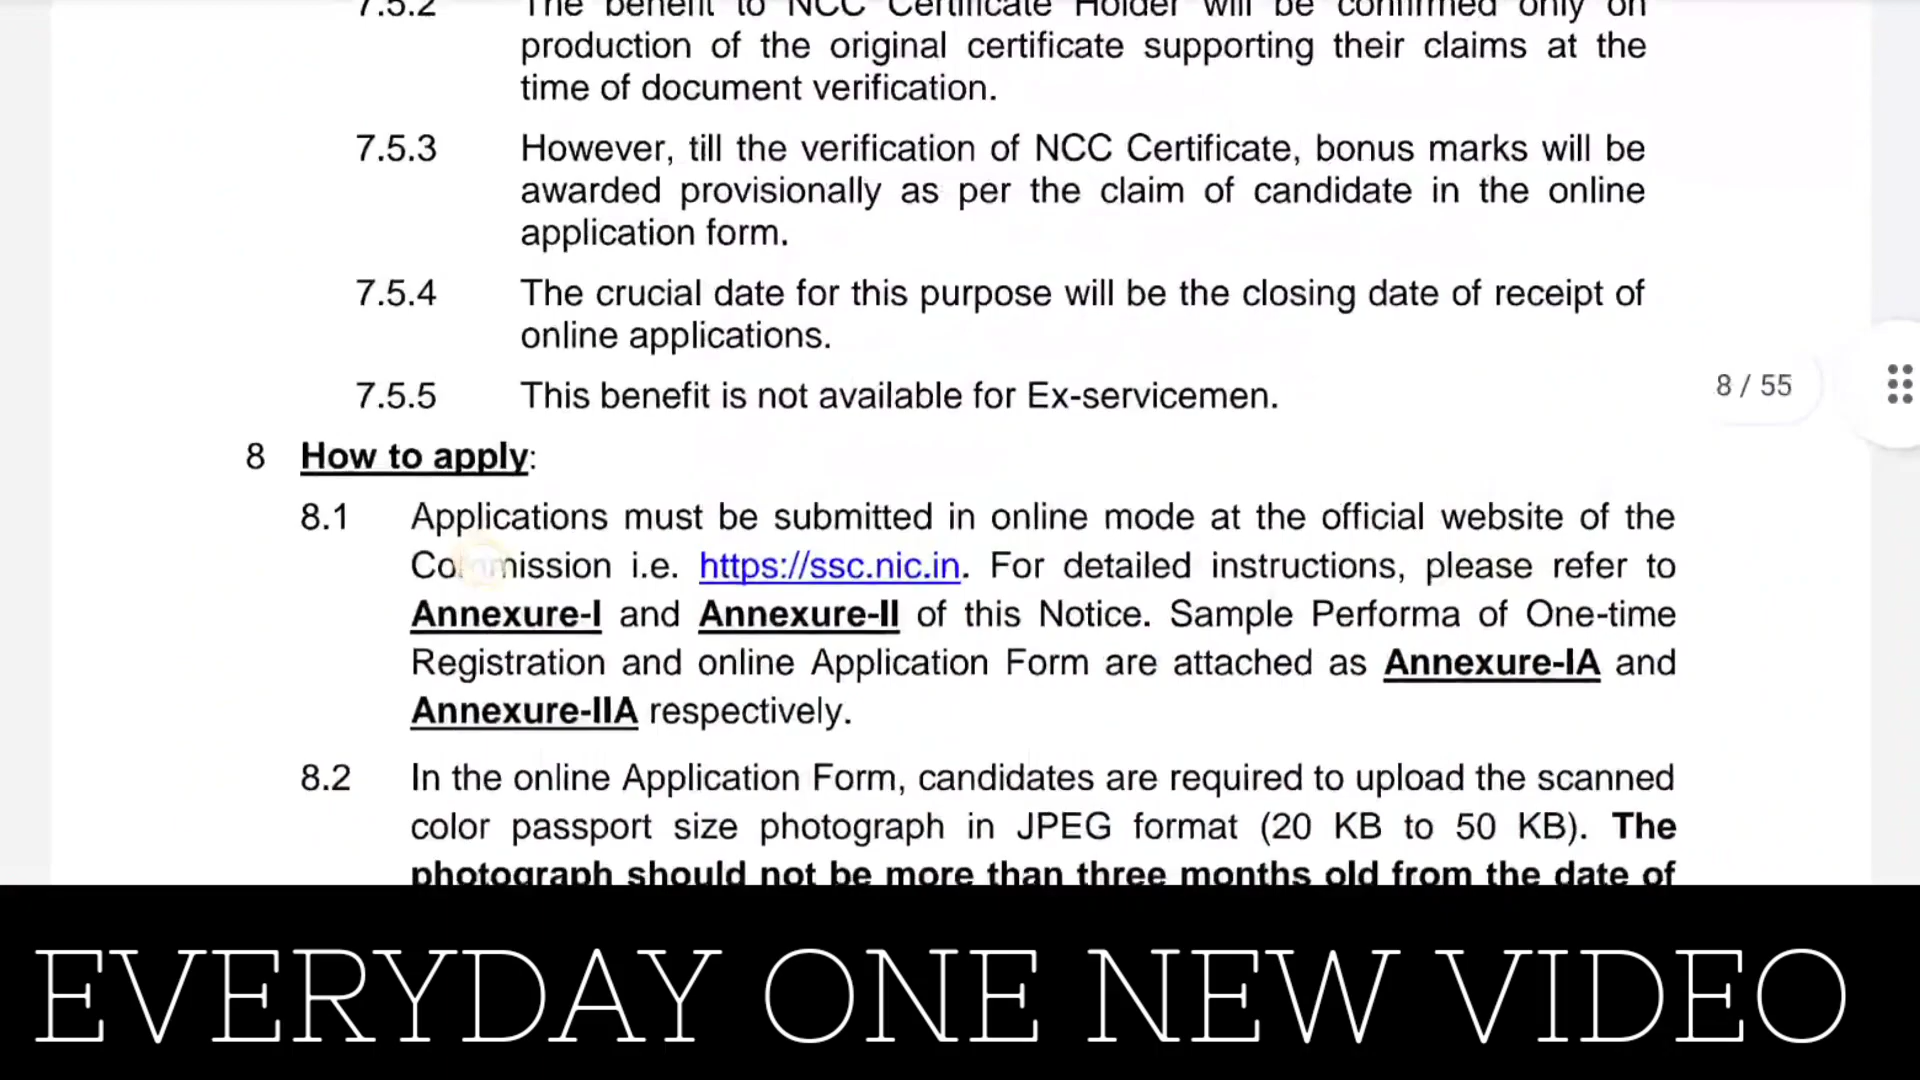 7.5.2 The benefit to NCC Certificate Holder will be confirmed only on
production of the original certificate supporting their claims at the
time of document verification.
7.5.3 However, till the verification of NCC Certificate, bonus marks will be
awarded provisionally as per the claim of candidate in the online
application form.
7.5.4 The crucial date for this purpose will be the closing date of receipt of
online applications.
7.5.5 This benefit is not available for Ex-servicemen.
8 / 55
8 How to apply:
8.1 Applications must be submitted in online mode at the official website of the
Commission i.e. https://ssc.nic.in. For detailed instructions, please refer to
Annexure-I and Annexure-II of this Notice. Sample Performa of One-time
Registration and online Application Form are attached as Annexure-IA and
Annexure-IIA respectively.
8.2 In the online Application Form, candidates are required to upload the scanned
color passport size photograph in JPEG format (20 KB to 50 KB). The
photograph should not be more than three months old from the date of
EVERYDAY ONE NEW VIDEO